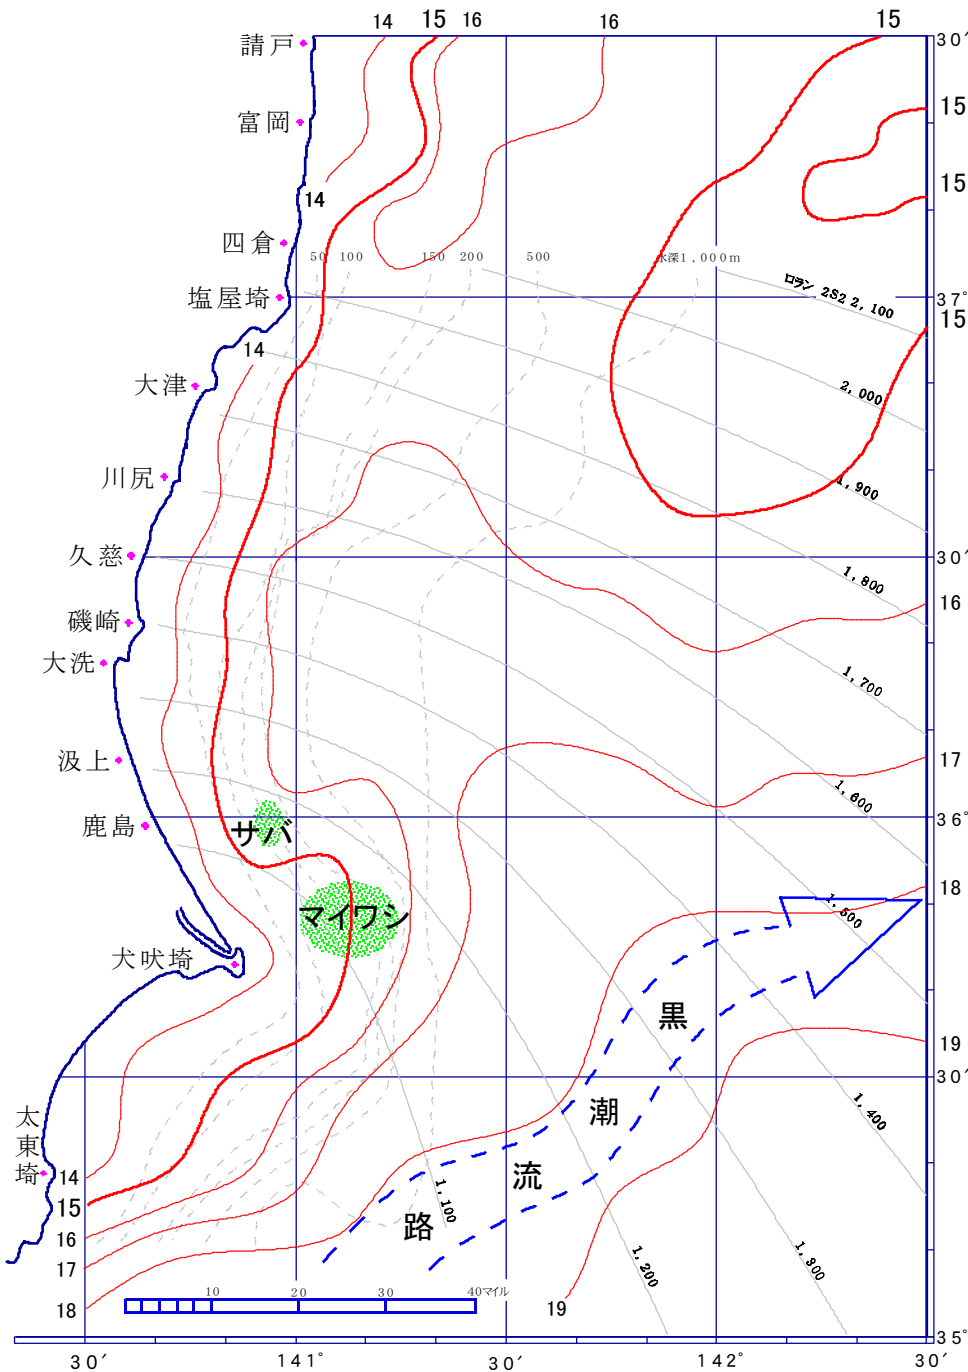 14 15 16 16 15
請戸
30′
15
富岡
15
14
四倉
50 100 150 200 500 水深1,000m
ロラン 2S2 2,100
塩屋埼
37°
15
14
大津
2,000
川尻
1,900
久慈
30′
1,800
16
磯崎
大洗
1,700
汲上
17
1,600
鹿島
サバ
36°
18
マイワシ
1,500
犬吠埼
黒
19
30′
潮
1,400
太東埼
流
14
15
1,100
路
16
17
1,200
1,300
18
10 20 30 40マイル
19
35°
30′ 141° 30′ 142° 30′